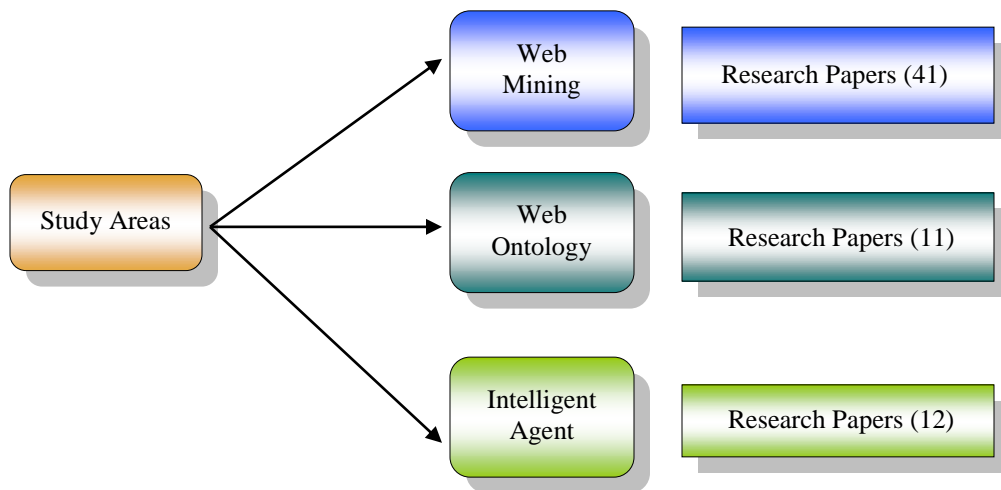 Web
Mining
Research Papers (41)
Study Areas
Web
Ontology
Research Papers (11)
Intelligent
Agent
Research Papers (12)